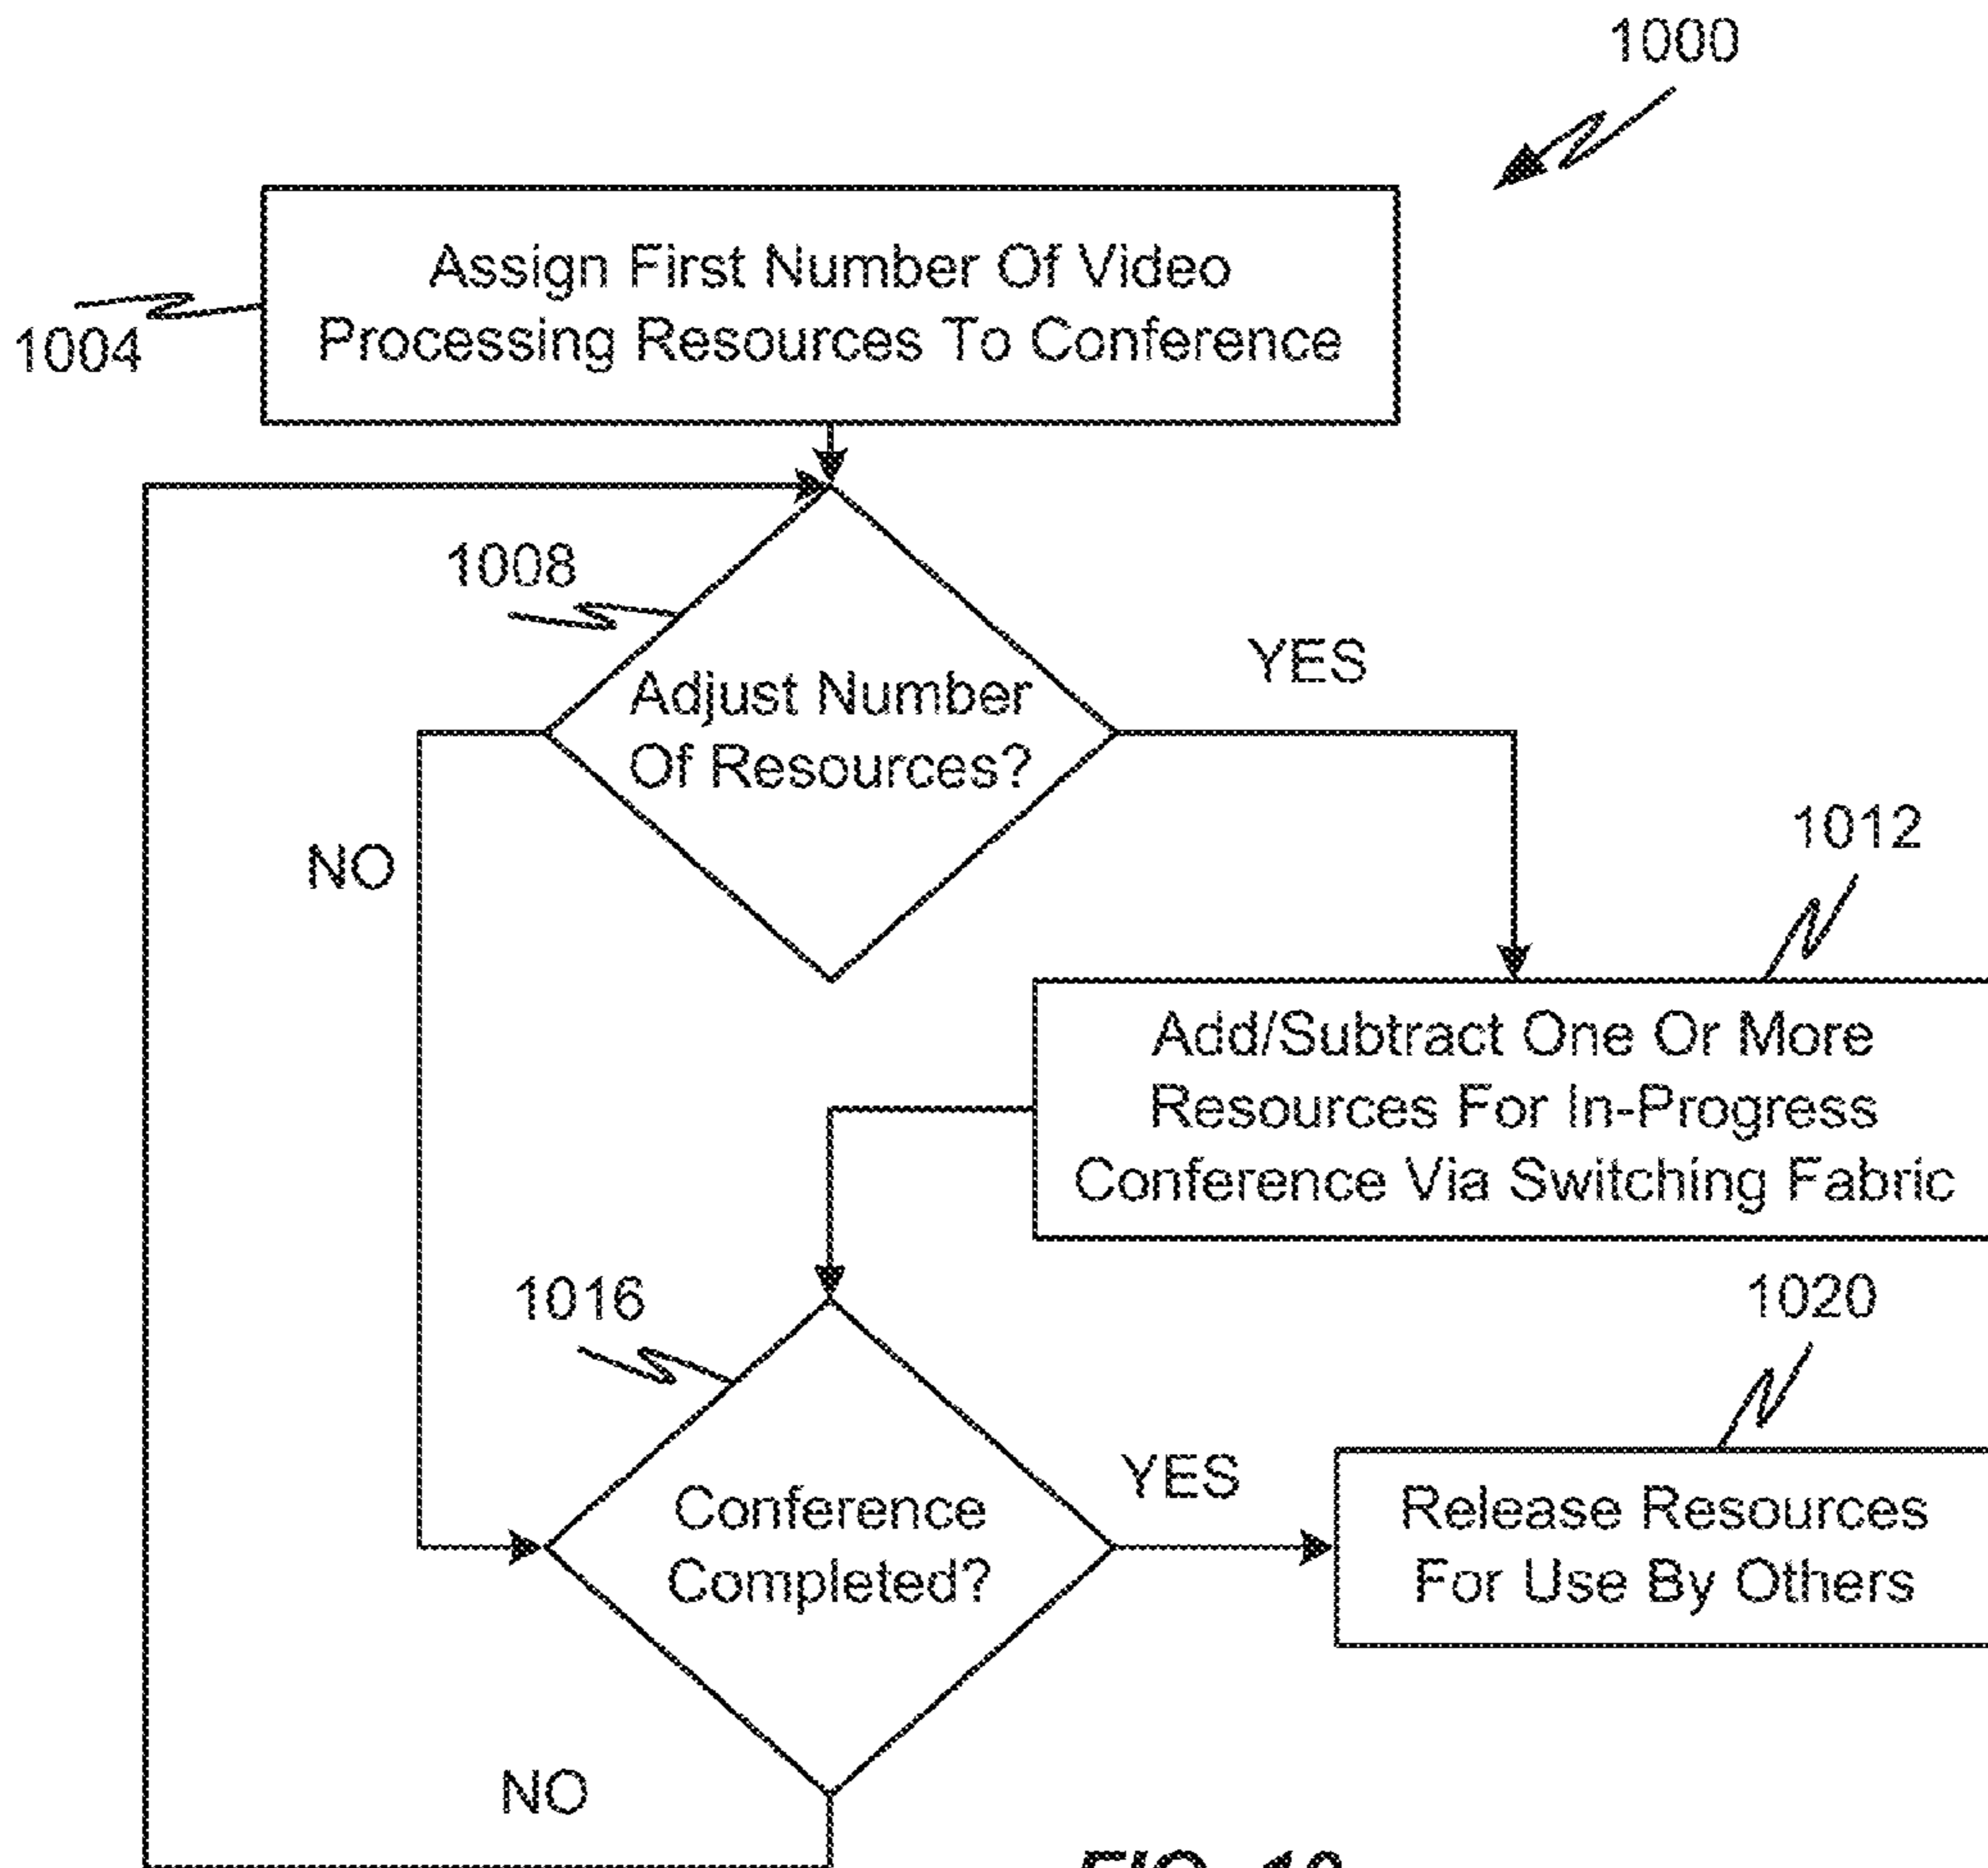 1000
Assign First Number Of Video
Processing Resources To Conference
1004
1008
Adjust Number
Of Resources?
YES
NO
1012
Add/Subtract One Or More
Resources For In-Progress
Conference Via Switching Fabric
1016
Conference
Completed?
YES
1020
Release Resources
For Use By Others
NO
FIG. 10